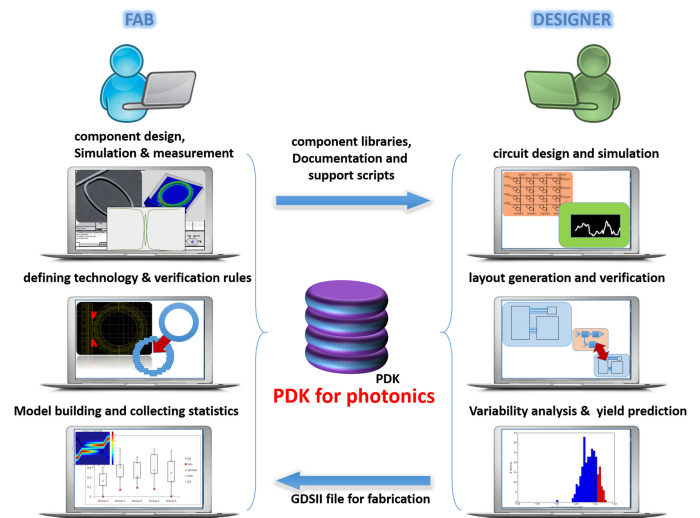 FAB
DESIGNER
component design,
Simulation & measurement
component libraries,
Documentation and
support scripts
circuit design and simulation
defining technology & verification rules
layout generation and verification
PDK
PDK for photonics
Model building and collecting statistics
Variability analysis & yield prediction
GDSII file for fabrication